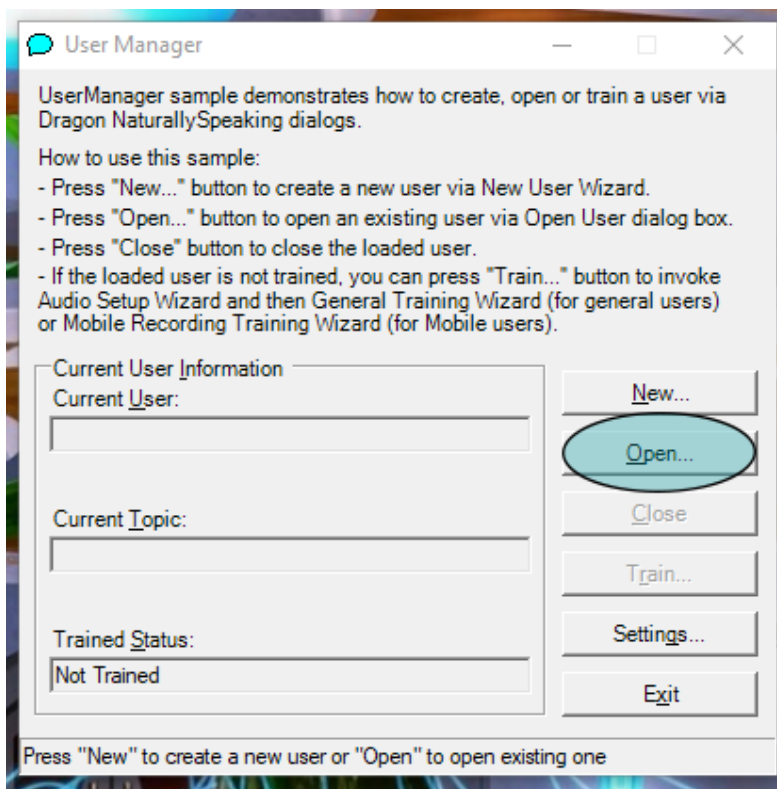 User Manager
UserManager sample demonstrates how to create, open or train a user via
Dragon NaturallySpeaking dialogs.
How to use this sample:
- Press "New..." button to create a new user via New User Wizard.
- Press "Open..." button to open an existing user via Open User dialog box.
- Press "Close" button to close the loaded user.
- If the loaded user is not trained, you can press "Train..." button to invoke
Audio Setup Wizard and then General Training Wizard (for general users)
or Mobile Recording Training Wizard (for Mobile users).
Current User Information
Current User:
New...
Open...
Current Topic:
Close
Train...
Trained Status:
Settings...
Not Trained
Exit
Press "New" to create a new user or "Open" to open existing one